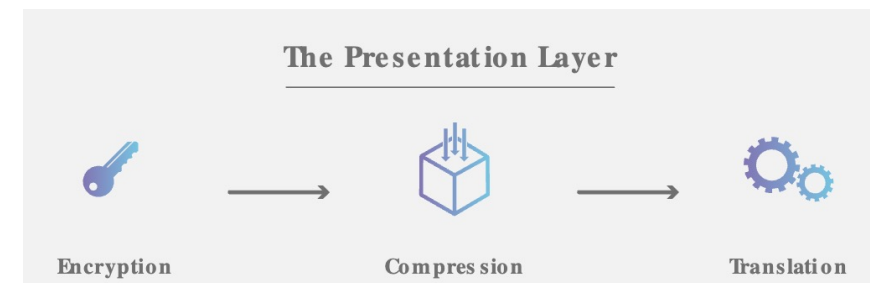 The Presentation Layer
Encryption
Compression
Translation